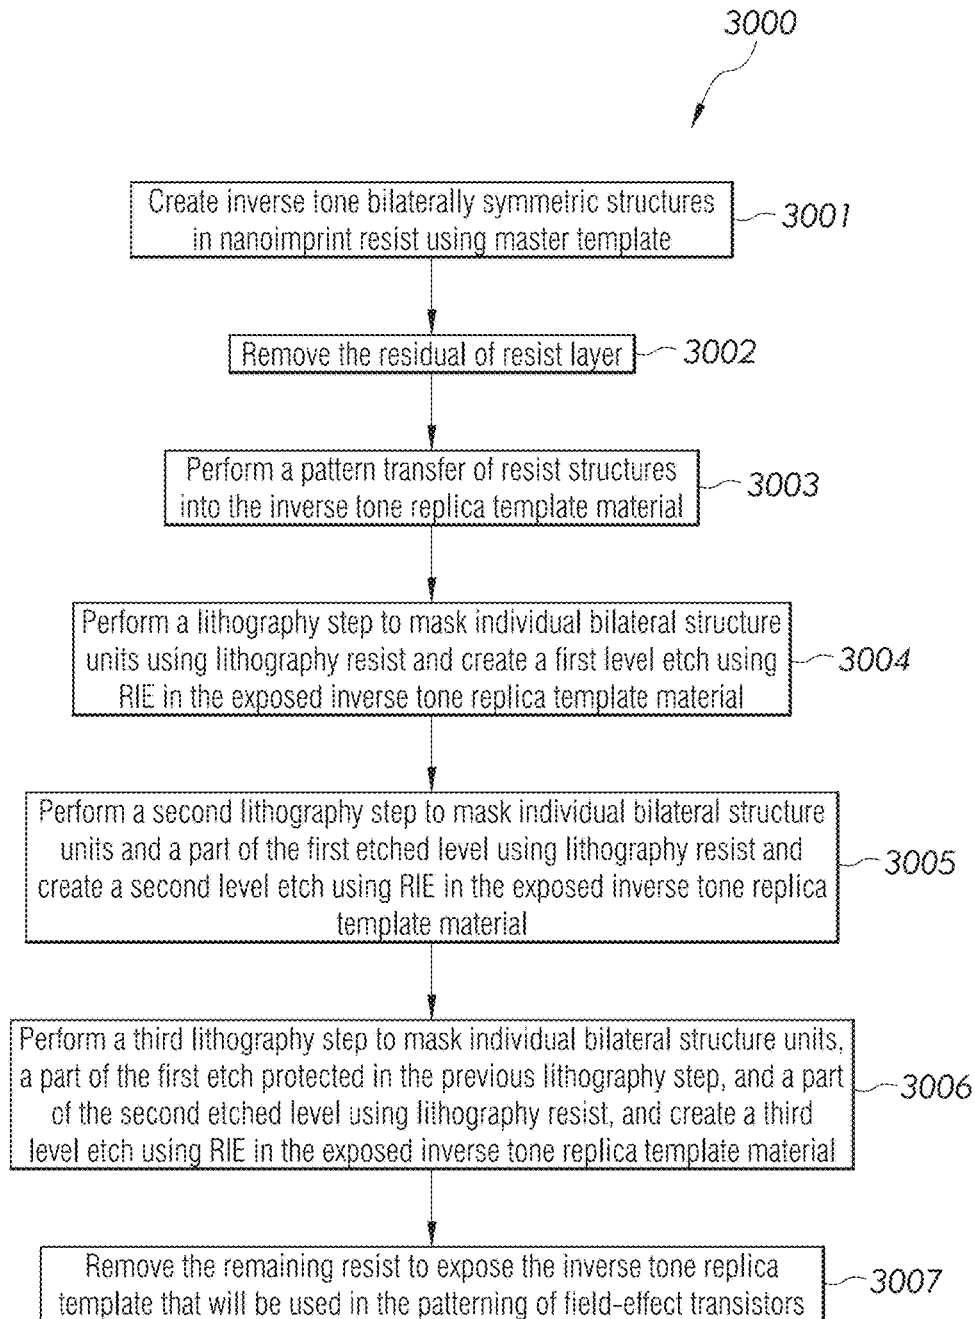 3000
Create inverse tone bilaterally symmetric structures
in nanoimprint resist using master template
3001
Remove the residual of resist layer
3002
Perform a pattern transfer of resist structures
into the inverse tone replica template material
3003
Perform a lithography step to mask individual bilateral structure
units using lithography resist and create a first level etch using
RIE in the exposed inverse tone replica template material
3004
Perform a second lithography step to mask individual bilateral structure
units and a part of the first etched level using lithography resist and
create a second level etch using RIE in the exposed inverse tone replica
template material
3005
Perform a third lithography step to mask individual bilateral structure units,
a part of the first etch protected in the previous lithography step, and a part
of the second etched level using lithography resist, and create a third
level etch using RIE in the exposed inverse tone replica template material
3006
Remove the remaining resist to expose the inverse tone replica
template that will be used in the patterning of field-effect transistors
3007